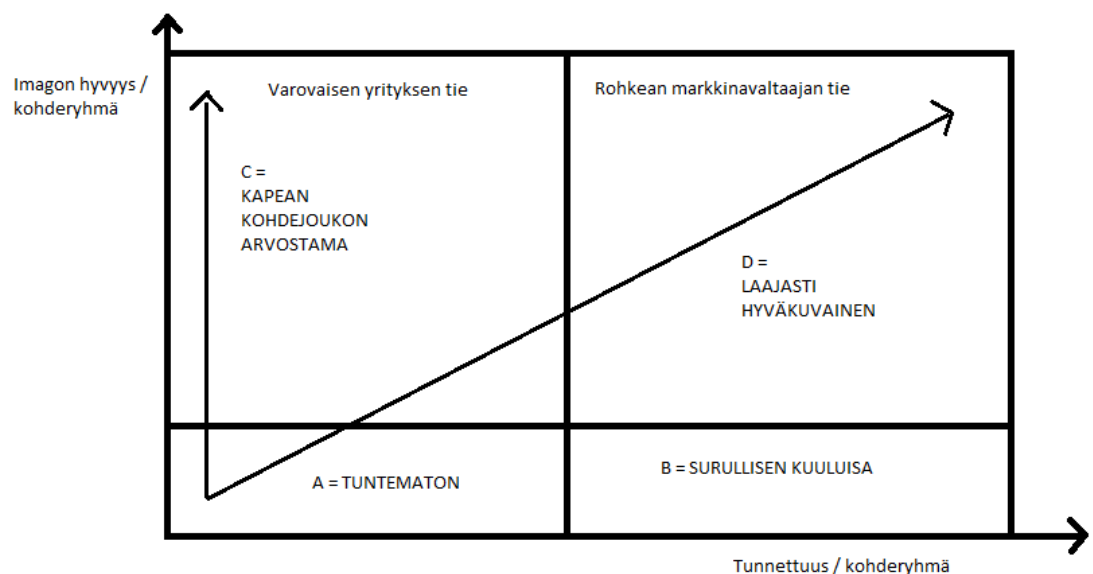 Imagon hyvyys /
kohderyhmä
Varovaisen yrityksen tie
Rohkean markkinavaltaajan tie
C =
KAPEAN
KOHDEJOUKON
ARVOSTAMA
D =
LAAJASTI
HYVÄKUVAINEN
A = TUNTEMATON
B = SURULLISEN KUULUISA
Tunnettuus / kohderyhmä